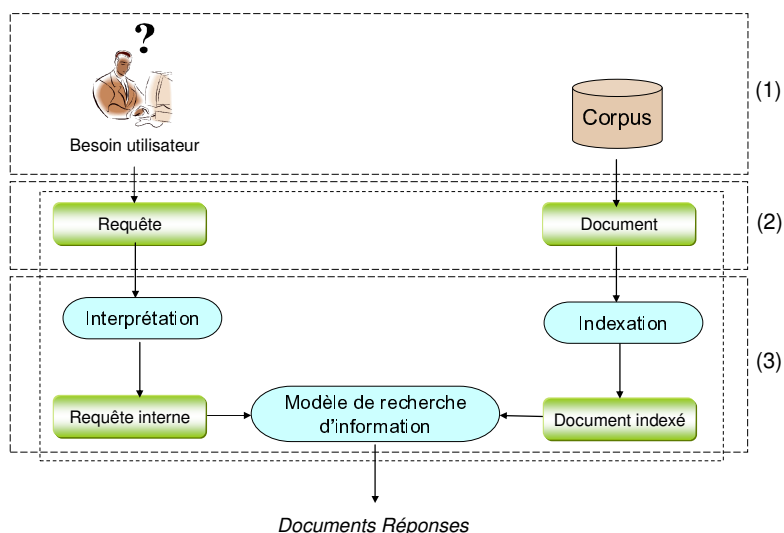 ?
Corpus
(1)
Besoin utilisateur
Requête
Document
(2)
Interprétation
Indexation
(3)
Requête interne
Modèle de recherche
d'information
Document indexé
Documents Réponses